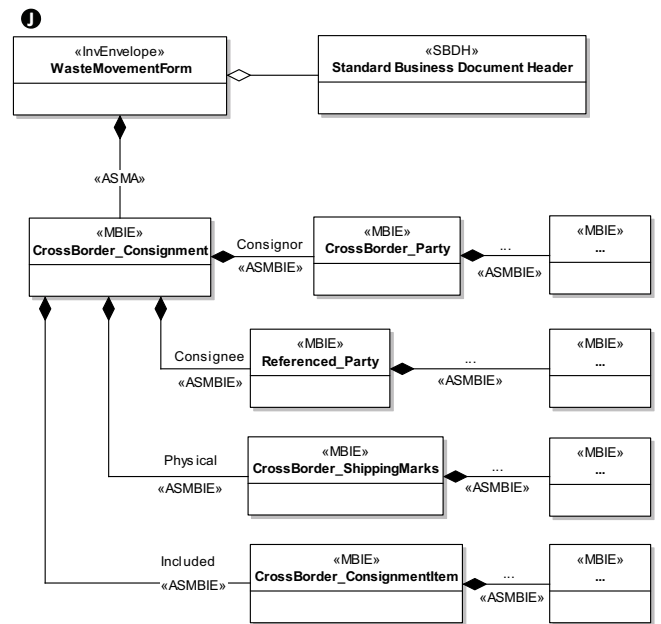 J
«InvEnvelope»
WasteMovementForm
«SBDH»
Standard Business Document Header
«ASMA»
«MBIE»
CrossBorder_Consignment
Consignor
«ASMBIE»
«MBIE»
CrossBorder_Party
...
«ASMBIE»
«MBIE»
...
Consignee
«ASMBIE»
«MBIE»
Referenced_Party
...
«ASMBIE»
«MBIE»
...
Physical
«ASMBIE»
«MBIE»
CrossBorder_ShippingMarks
...
«ASMBIE»
«MBIE»
...
Included
«ASMBIE»
«MBIE»
CrossBorder_ConsignmentItem
...
«ASMBIE»
«MBIE»
...